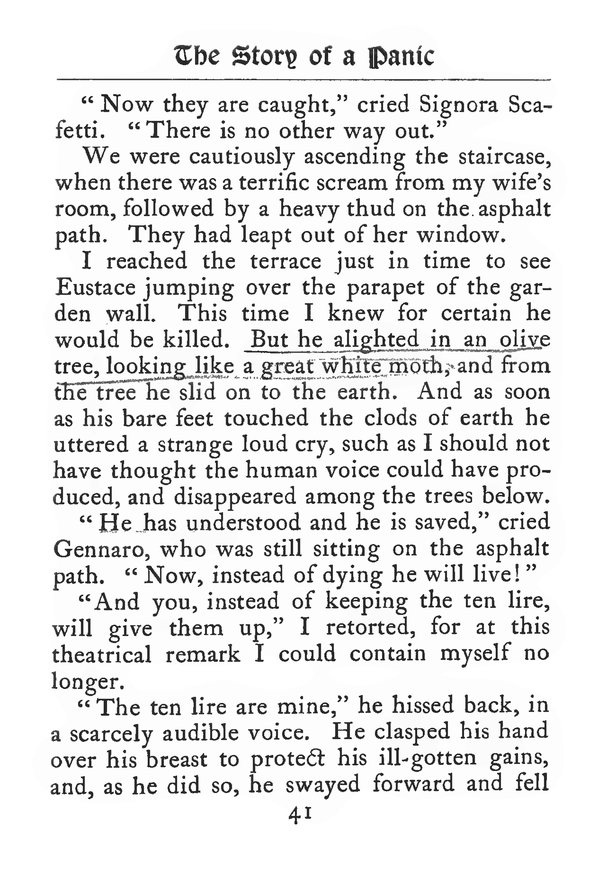 The Story of a Panic
“ Now they are caught,” cried Signora Sca-
fetti. “ There is no other way out.”
We were cautiously ascending the staircase,
when there was a terrific scream from my wife’s
room, followed by a heavy thud on the asphalt
path. They had leapt out of her window.
I reached the terrace just in time to see
Eustace jumping over the parapet of the gar-
den wall. This time I knew for certain he
would be killed. But he alighted in an olive
tree, looking like a great white moth, and from
the tree he slid on to the earth. And as soon
as his bare feet touched the clods of earth he
uttered a strange loud cry, such as I should not
have thought the human voice could have pro-
duced, and disappeared among the trees below.
“ He has understood and he is saved,” cried
Gennaro, who was still sitting on the asphalt
path. “ Now, instead of dying he will live! ”
“And you, instead of keeping the ten lire,
will give them up,” I retorted, for at this
theatrical remark I could contain myself no
longer.
“ The ten lire are mine,” he hissed back, in
a scarcely audible voice. He clasped his hand
over his breast to protect his ill-gotten gains,
and, as he did so, he swayed forward and fell
41